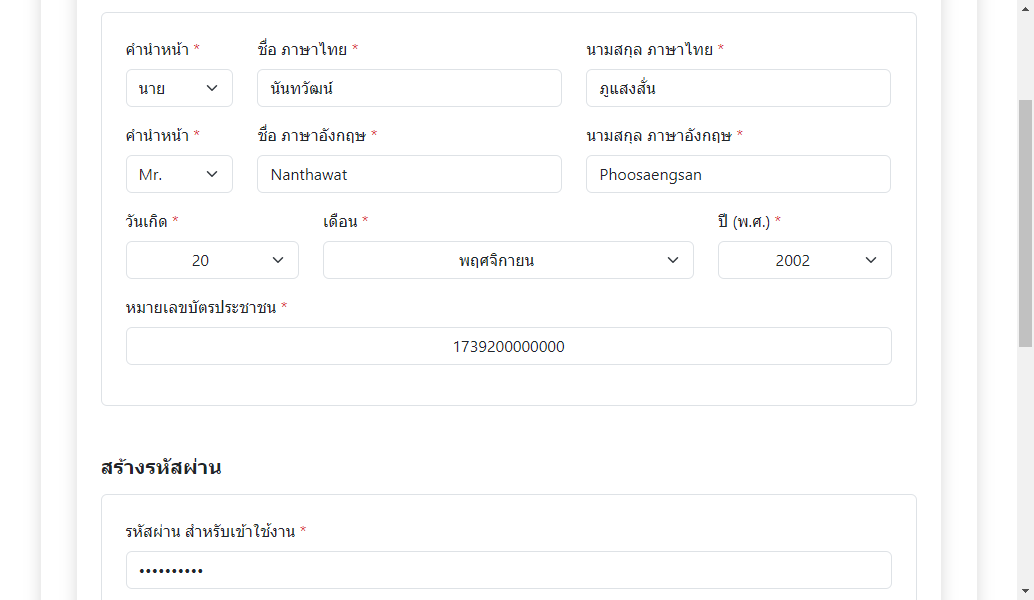 คำนำหน้า * ชื่อ ภาษาไทย * นามสกุล ภาษาไทย *
นาย นันทวัฒน์ ภูแสงสั่น
คำนำหน้า * ชื่อ ภาษาอังกฤษ * นามสกุล ภาษาอังกฤษ *
Mr. Nanthawat Phoosaengsan
วันเกิด * เดือน * ปี (พ.ศ.) *
20 พฤศจิกายน 2002
หมายเลขบัตรประชาชน *
1739200000000
สร้างรหัสผ่าน
รหัสผ่าน สำหรับเข้าใช้งาน *
••••••••••